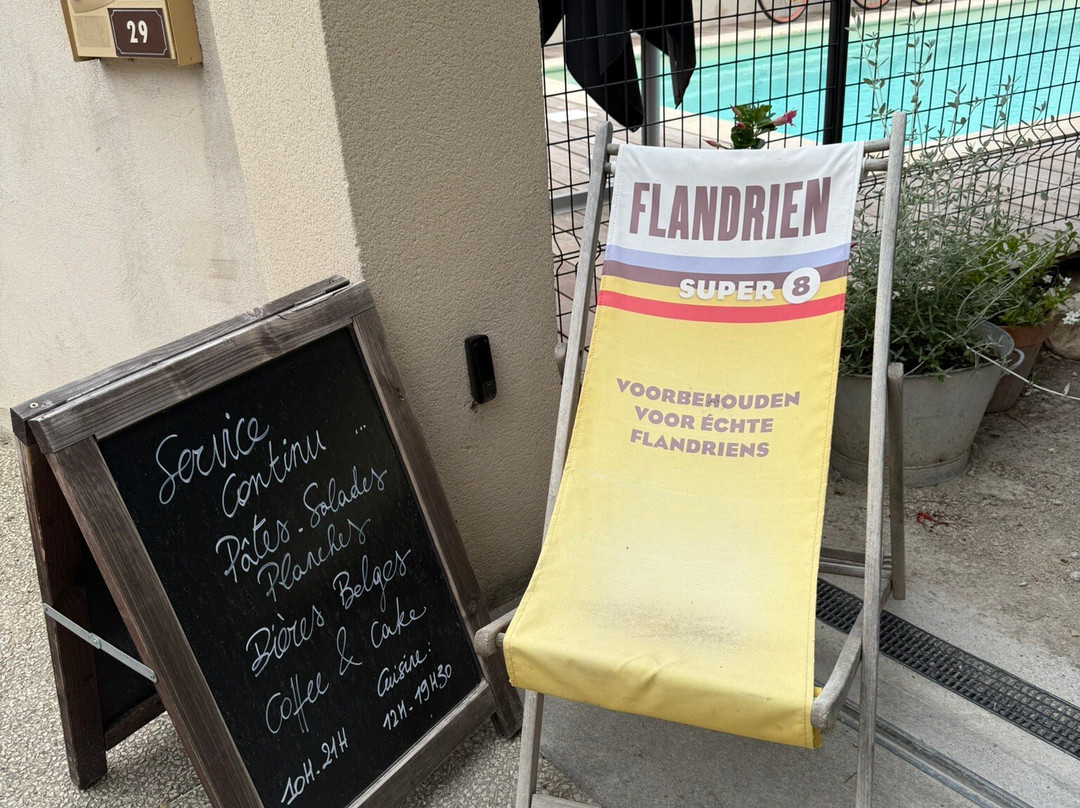 29
Service
Continu ...
Pâtes - Salades
Planches
Bières Belges
Coffee & Cake
Cuisine:
10H-21H
12H-19H30
FLANDRIEN
SUPER 8
VOORBEHOUDEN
VOOR ÉCHTE
FLANDRIENS